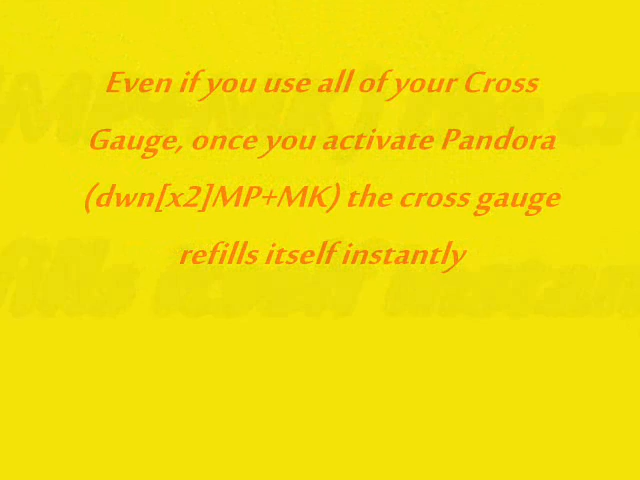 Even if you use all of your Cross
Gauge, once you activate Pandora
(dwn[x2]MP+MK) the cross gauge
refills itself instantly